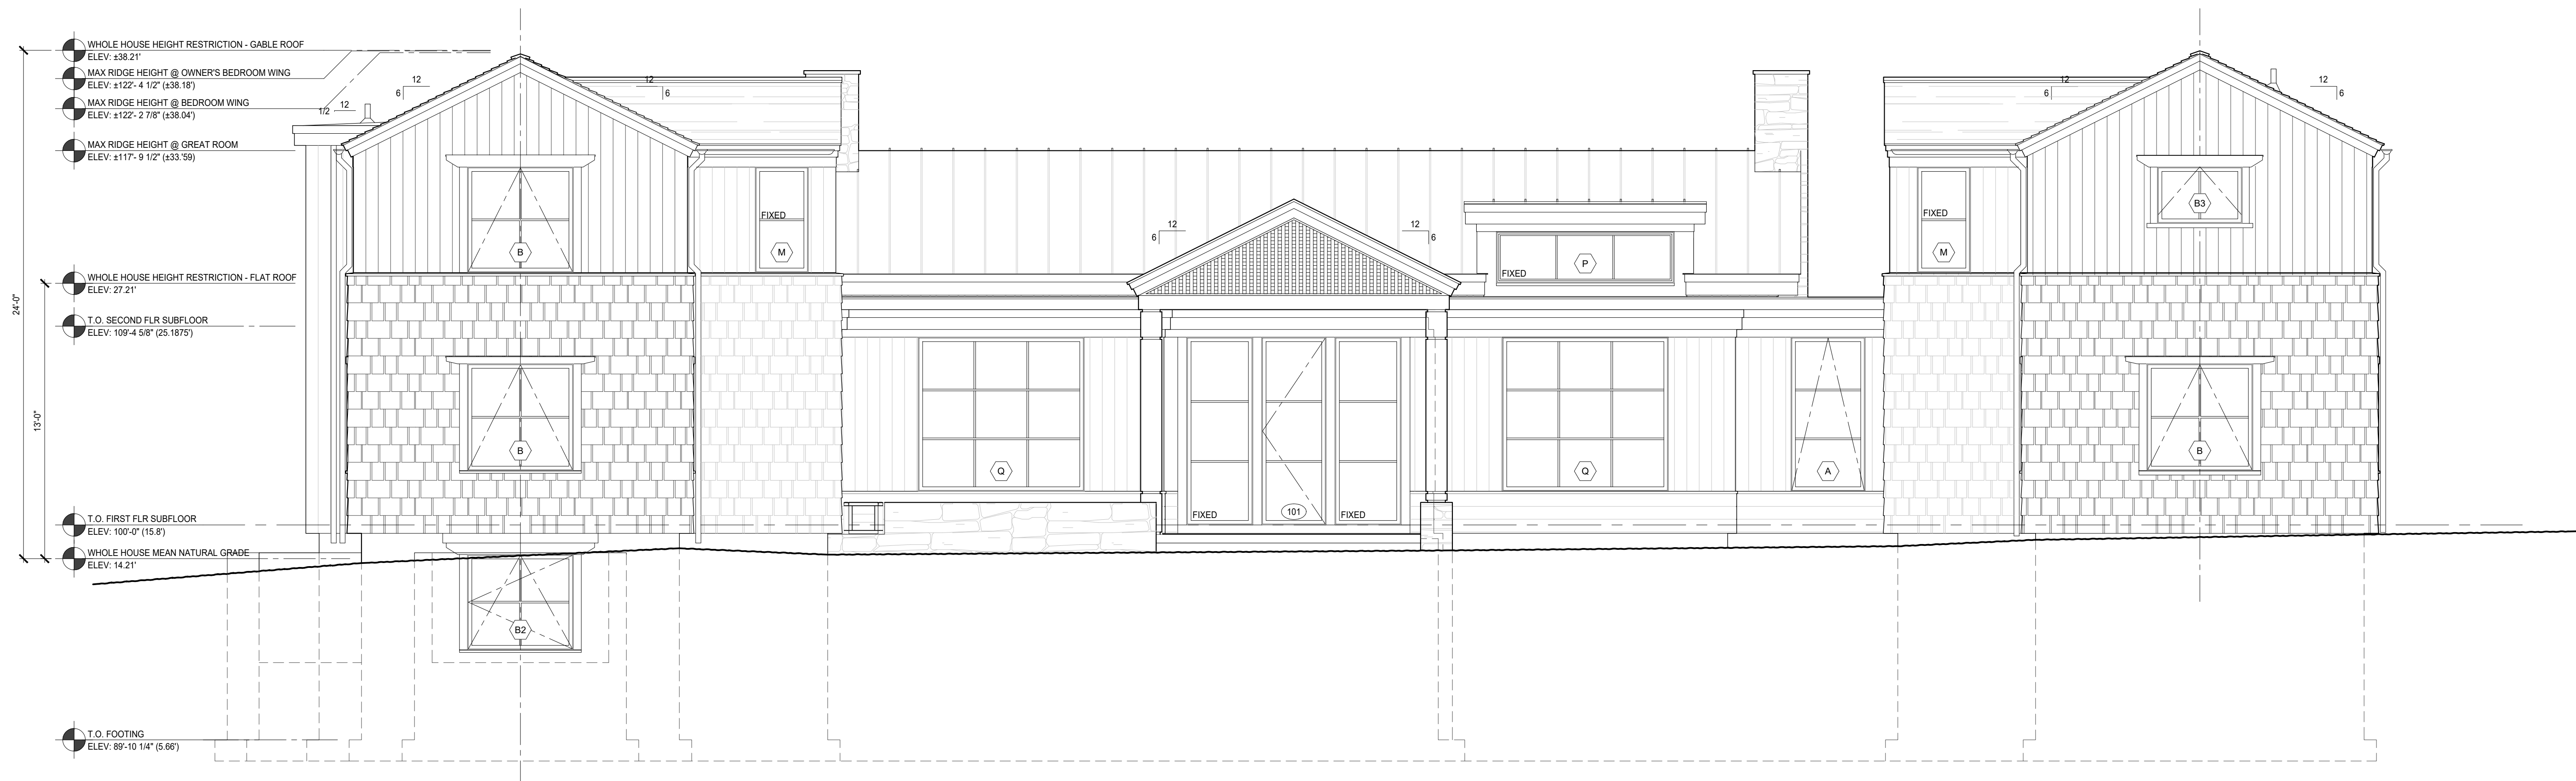 WHOLE HOUSE HEIGHT RESTRICTION - GABLE ROOF
ELEV: ±38.21'
MAX RIDGE HEIGHT @ OWNER'S BEDROOM WING
ELEV: ±122'- 4 1/2" (±38.18')
MAX RIDGE HEIGHT @ BEDROOM WING
ELEV: ±122'- 2 7/8" (±38.04')
MAX RIDGE HEIGHT @ GREAT ROOM
ELEV: ±117'- 9 1/2" (±33.'59)
WHOLE HOUSE HEIGHT RESTRICTION - FLAT ROOF
ELEV: 27.21'
T.O. SECOND FLR SUBFLOOR
ELEV: 109'-4 5/8" (25.1875')
T.O. FIRST FLR SUBFLOOR
ELEV: 100'-0" (15.8')
WHOLE HOUSE MEAN NATURAL GRADE
ELEV: 14.21'
T.O. FOOTING
ELEV: 89'-10 1/4" (5.66')
24'-0"
13'-0"
12
1/2
12
6
12
6
12
6
12
6
12
6
12
6
FIXED
M
B
FIXED
P
FIXED
M
B3
B
Q
FIXED
101
FIXED
Q
A
B
B2